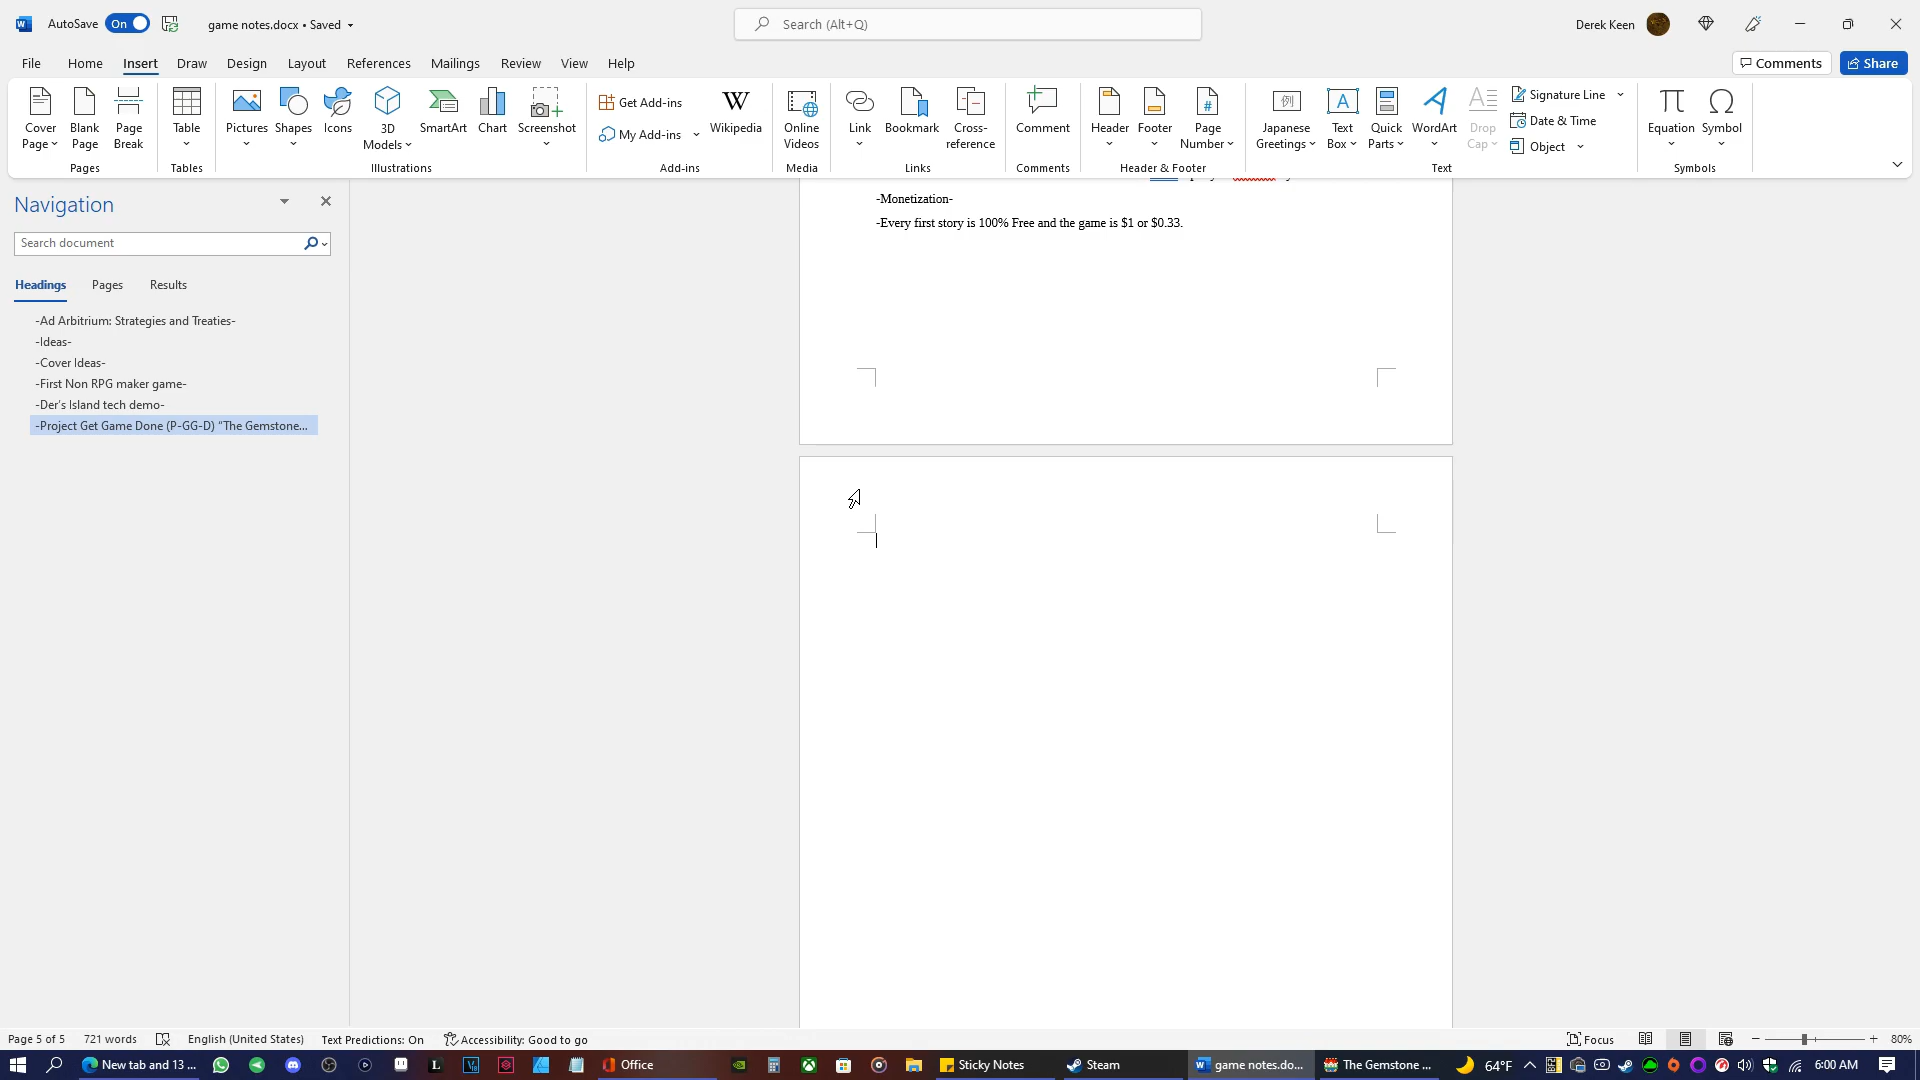 AutoSave On game notes.docx • Saved Search (Alt+Q) Derek Keen
File Home Insert Draw Design Layout References Mailings Review View Help Comments Share
Cover Page Blank Page Page Break
Pages
Table
Tables
Pictures Shapes Icons 3D Models SmartArt Chart Screenshot
Illustrations
Get Add-ins
My Add-ins
Wikipedia
Add-ins
Online Videos
Media
Link Bookmark Cross-reference
Links
Comment
Comments
Header Footer Page Number
Header & Footer
例
Japanese Greetings Text Box Quick Parts WordArt Drop Cap
Signature Line
Date & Time
Object
Text
Equation Symbol
Symbols
Navigation
Search document
Headings Pages Results
-Ad Arbitrium: Strategies and Treaties-
-Ideas-
-Cover Ideas-
-First Non RPG maker game-
-Der's Island tech demo-
-Project Get Game Done (P-GG-D) “The Gemstone...
-Monetization-
-Every first story is 100% Free and the game is $1 or $0.33.
Page 5 of 5 721 words English (United States) Text Predictions: On Accessibility: Good to go Focus 80%
New tab and 13 ... Office Sticky Notes Steam game notes.do... The Gemstone ... 64°F 6:00 AM